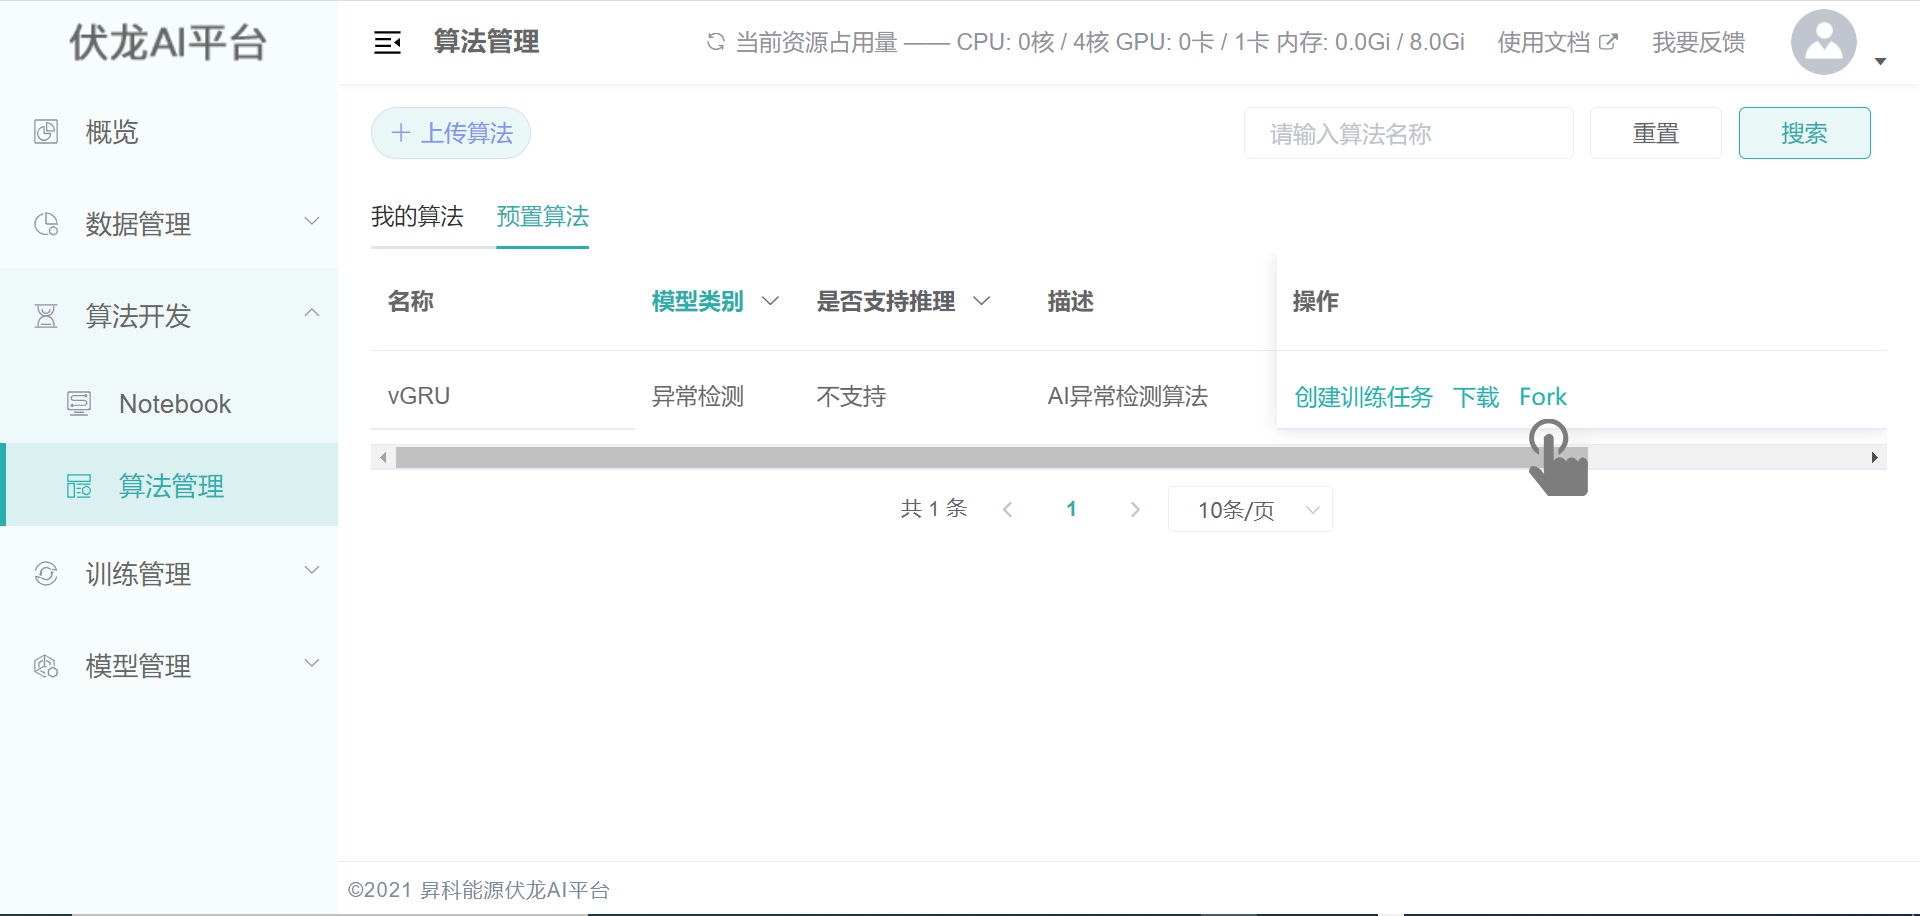 伏龙AI平台
算法管理
当前资源占用量 —— CPU: 0核 / 4核 GPU: 0卡 / 1卡 内存: 0.0Gi / 8.0Gi
使用文档
我要反馈
概览
数据管理
算法开发
Notebook
算法管理
训练管理
模型管理
上传算法
请输入算法名称
重置
搜索
我的算法
预置算法
名称
模型类别
是否支持推理
描述
操作
vGRU
异常检测
不支持
AI异常检测算法
创建训练任务
下载
Fork
共 1 条
1
10条/页
©2021 昇科能源伏龙AI平台